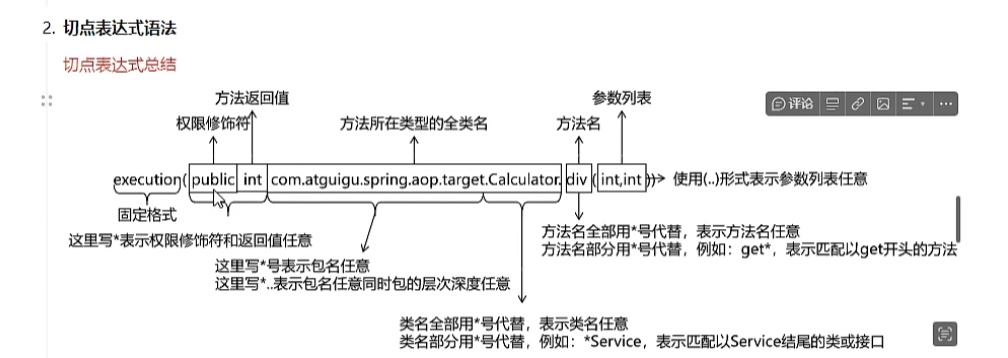 2. 切点表达式语法
切点表达式总结
评论
方法返回值
参数列表
权限修饰符
方法所在类型的全类名
方法名
execution(public int com.atguigu.spring.aop.target.Calculator.div(int,int))
使用(..)形式表示参数列表任意
固定格式
这里写*表示权限修饰符和返回值任意
方法名全部用*号代替，表示方法名任意
方法名部分用*号代替，例如：get*，表示匹配以get开头的方法
这里写*号表示包名任意
这里写*..表示包名任意同时包的层次深度任意
类名全部用*号代替，表示类名任意
类名部分用*号代替，例如：*Service，表示匹配以Service结尾的类或接口